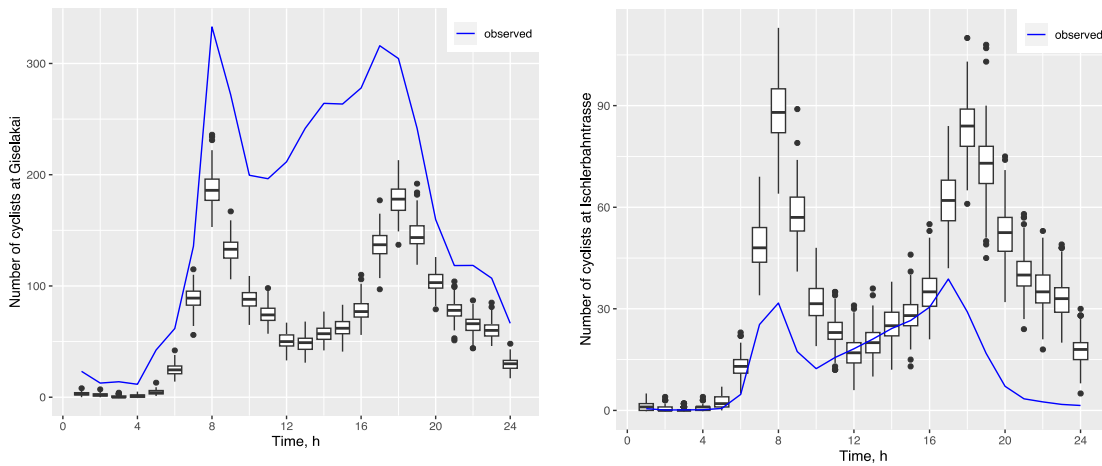 observed
300
200
100
0
Number of cyclists at Giselakai
0 4 8 12 16 20 24
Time, h
observed
90
60
30
0
Number of cyclists at Ischlerbahntrasse
0 4 8 12 16 20 24
Time, h